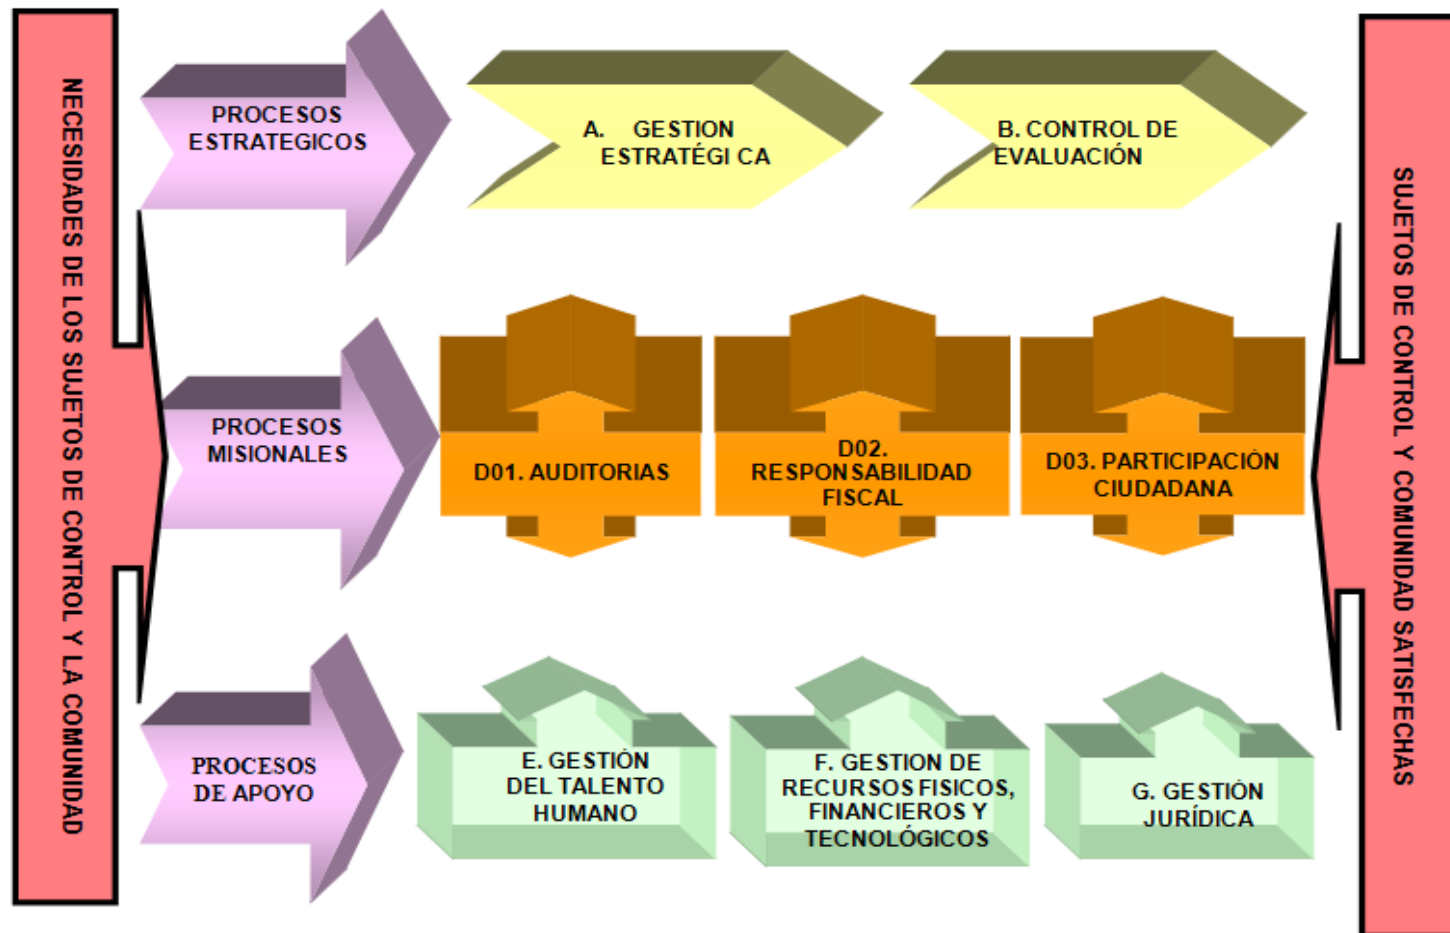 NECESIDADES DE LOS SUJETOS DE CONTROL Y LA COMUNIDAD
PROCESOS
ESTRATEGICOS
A. GESTION
ESTRATÉGI CA
B. CONTROL DE
EVALUACIÓN
PROCESOS
MISIONALES
D01. AUDITORIAS
D02.
RESPONSABILIDAD
FISCAL
D03. PARTICIPACIÓN
CIUDADANA
PROCESOS
DE APOYO
E. GESTIÓN
DEL TALENTO
HUMANO
F. GESTION DE
RECURSOS FISICOS,
FINANCIEROS Y
TECNOLÓGICOS
G. GESTIÓN
JURÍDICA
SUJETOS DE CONTROL Y COMUNIDAD SATISFECHAS